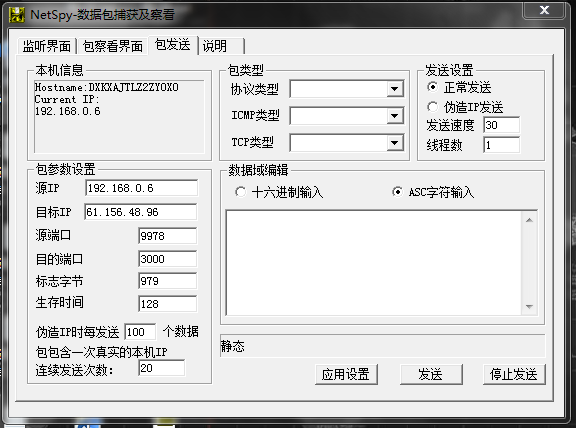 NetSpy-数据包捕获及察看
监听界面 包察看界面 包发送 说明
本机信息
Hostname:DXKXAJTLZ2ZYOXO
Current IP:
192.168.0.6
包类型
协议类型
ICMP类型
TCP类型
发送设置
正常发送
伪造IP发送
发送速度 30
线程数 1
包参数设置
源IP 192.168.0.6
目标IP 61.156.48.96
源端口 9978
目的端口 3000
标志字节 979
生存时间 128
伪造IP时每发送 100 个数据
包包含一次真实的本机IP
连续发送次数: 20
数据域编辑
十六进制输入 ASC字符输入
静态
应用设置 发送 停止发送